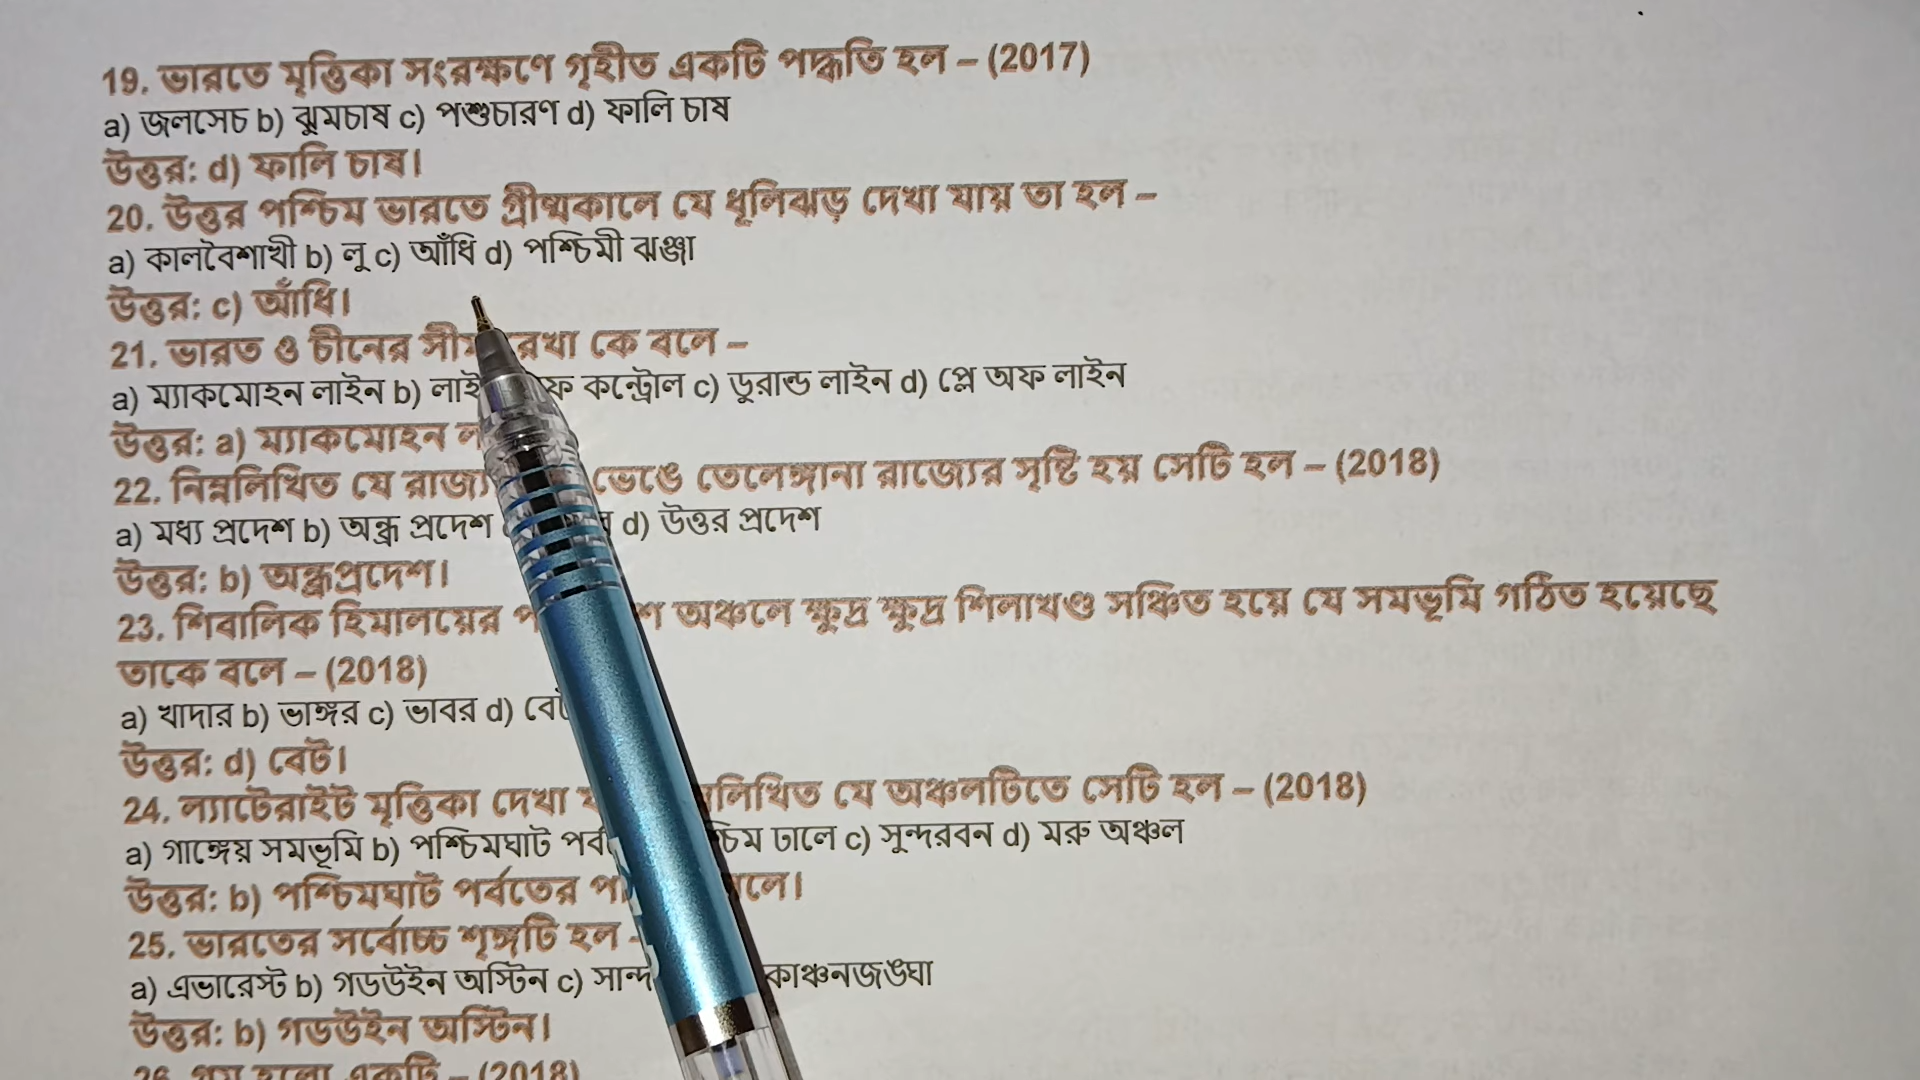 19. ভারতে মৃত্তিকা সংরক্ষণে গৃহীত একটি পদ্ধতি হল – (2017)
a) জলসেচ b) ঝুমচাষ c) পশুচারণ d) ফালি চাষ
উত্তর: d) ফালি চাষ।
20. উত্তর পশ্চিম ভারতে গ্রীষ্মকালে যে ধূলিঝড় দেখা যায় তা হল –
a) কালবৈশাখী b) লু c) আঁধি d) পশ্চিমী ঝঞ্ঝা
উত্তর: c) আঁধি।
21. ভারত ও চীনের কে বলে –
a) ম্যাকমোহন লাইন b) কন্ট্রোল c) ডুরান্ড লাইন d) প্লে অফ লাইন
উত্তর: a) ম্যাকমোহন
22. নিম্নলিখিত যে ভেঙে তেলেঙ্গানা রাজ্যের সৃষ্টি হয় সেটি হল – (2018)
a) মধ্য প্রদেশ b) অন্ধ্র প্রদেশ d) উত্তর প্রদেশ
উত্তর: b) অন্ধ্রপ্রদেশ।
23. শিবালিক হিমালয়ের অঞ্চলে ক্ষুদ্র ক্ষুদ্র শিলাখণ্ড সঞ্চিত হয়ে যে সমভূমি গঠিত হয়েছে
তাকে বলে – (2018)
a) খাদার b) ভাঙ্গর c) ভাবর d)
উত্তর: d) বেট।
24. ল্যাটেরাইট মৃত্তিকা দেখা যে অঞ্চলটিতে সেটি হল – (2018)
a) গাঙ্গেয় সমভূমি b) পশ্চিমঘাট ঢালে c) সুন্দরবন d) মরু অঞ্চল
উত্তর: b) পশ্চিমঘাট পর্বতের
25. ভারতের সর্বোচ্চ শৃঙ্গটি হল –
a) এভারেস্ট b) গডউইন অস্টিন c) কাঞ্চনজঙ্ঘা
উত্তর: b) গডউইন অস্টিন।
26. একটি – (2018)